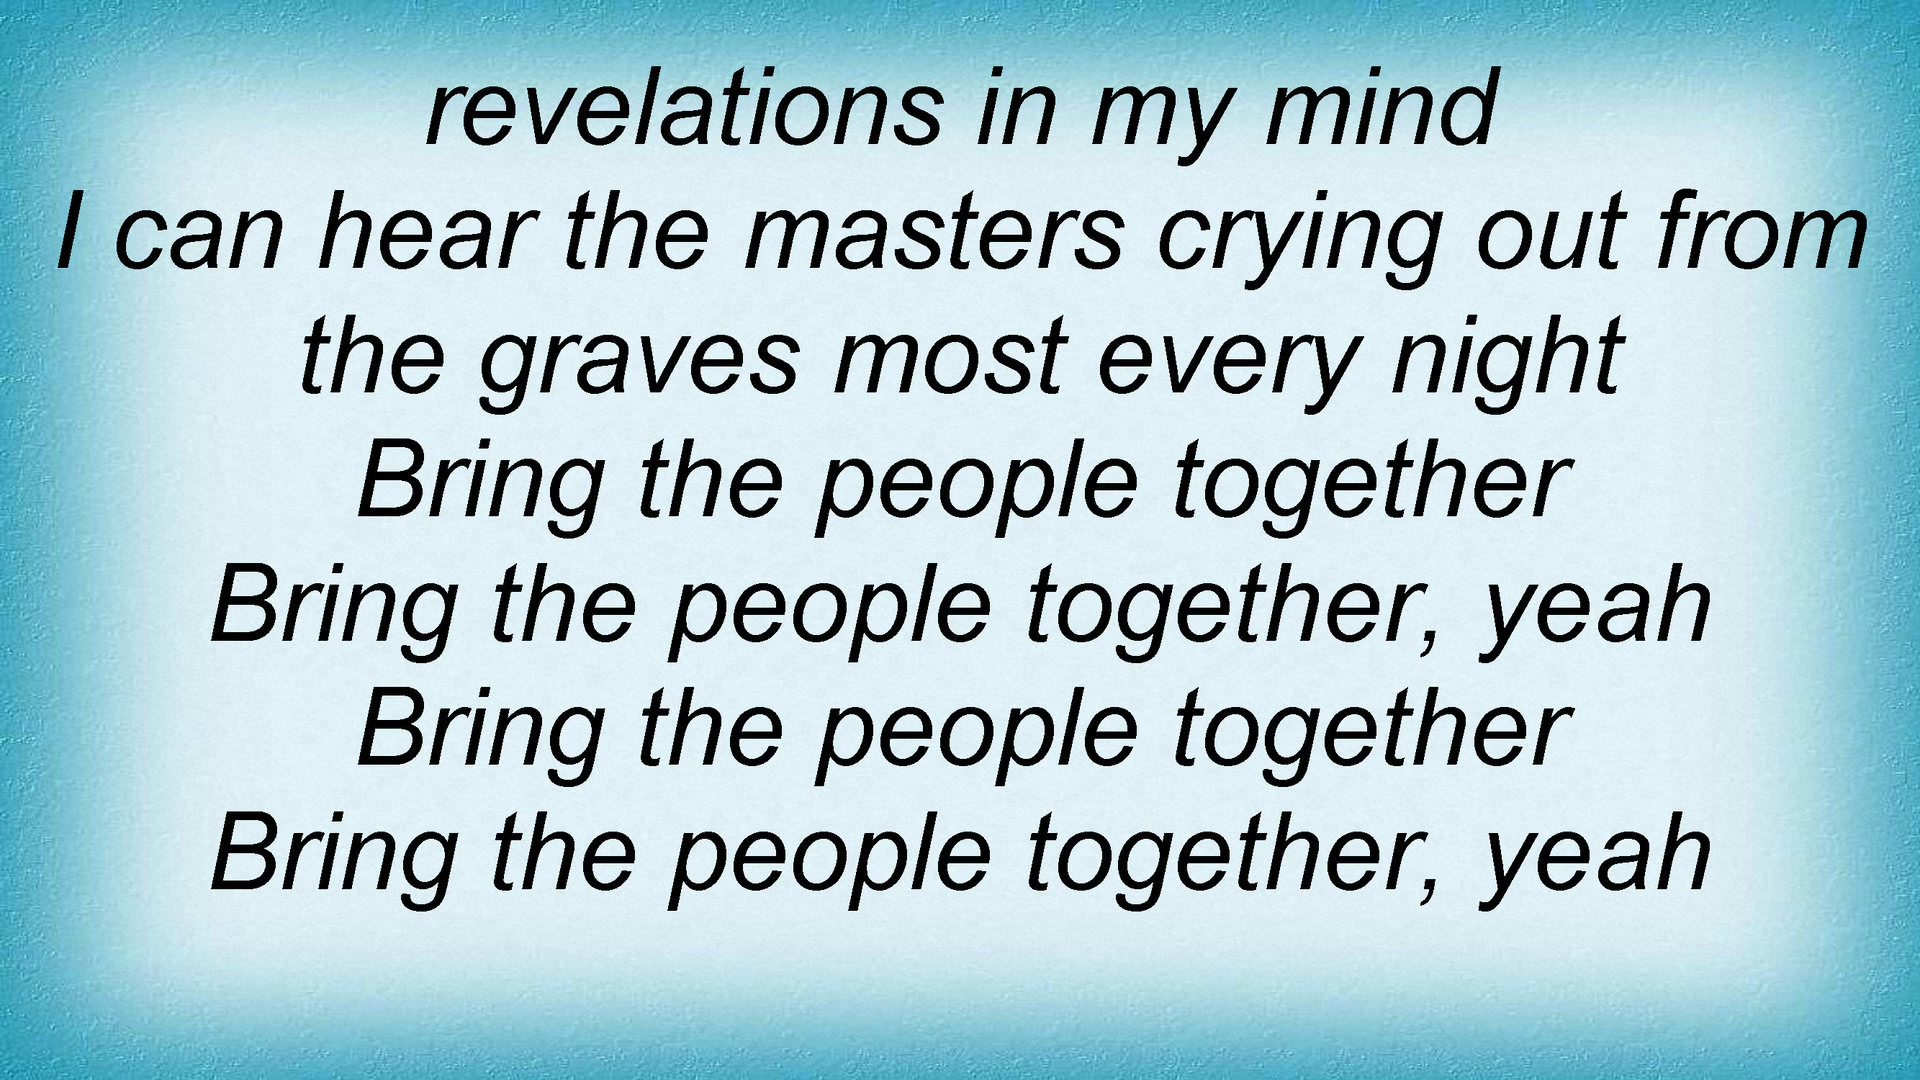 revelations in my mind
I can hear the masters crying out from
the graves most every night
Bring the people together
Bring the people together, yeah
Bring the people together
Bring the people together, yeah